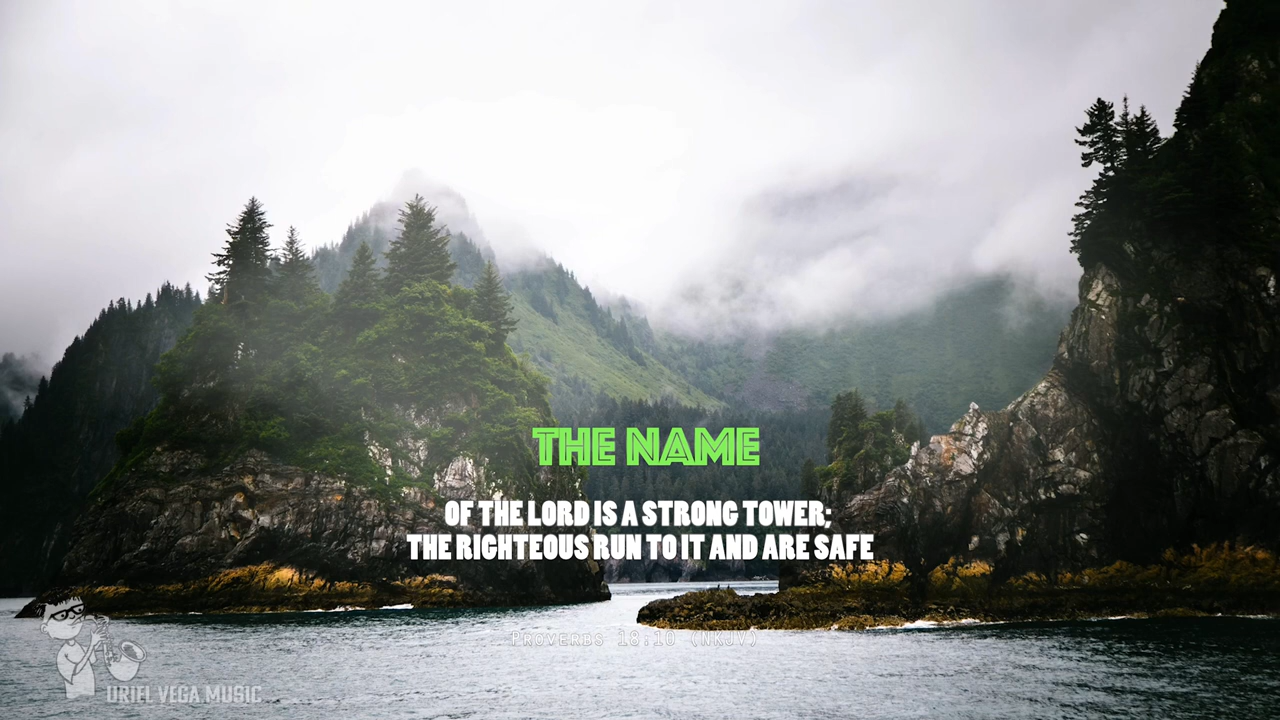 THE NAME
OF THE LORD IS A STRONG TOWER;
THE RIGHTEOUS RUN TO IT AND ARE SAFE
Proverbs 18:10 (NKJV)
URIEL VEGA MUSIC